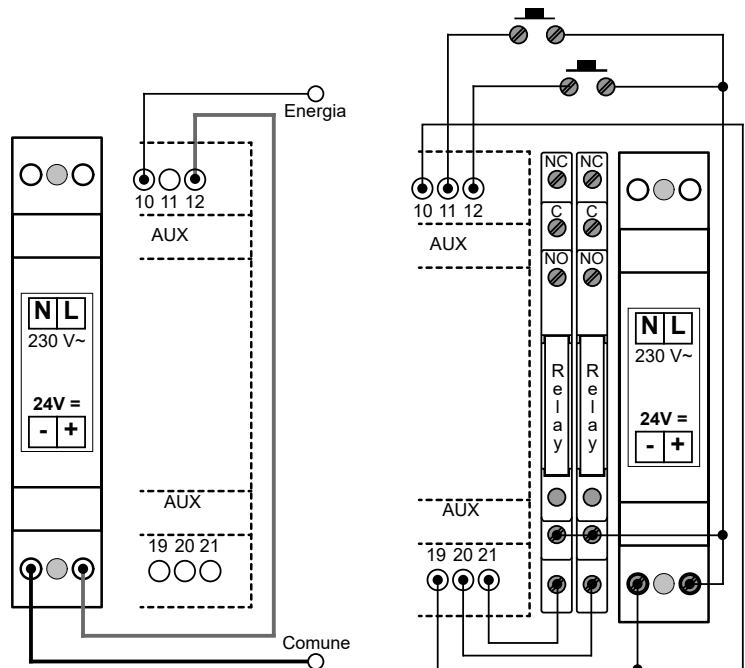 Energia
10 11 12
AUX
N L
230 V~
24V =
- +
AUX
19 20 21
Comune
NC NC
10 11 12
C C
AUX
NO NO
N L
230 V~
Relay
Relay
24V =
- +
AUX
19 20 21